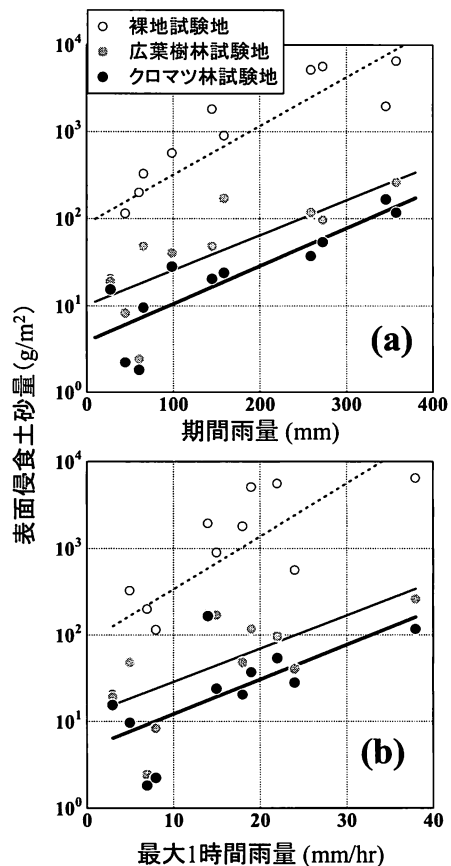 裸地試験地
広葉樹林試験地
クロマツ林試験地
10⁴
10³
10²
10¹
10⁰
(a)
0 100 200 300 400
期間雨量 (mm)
表面侵食土砂量 (g/m²)
10⁴
10³
10²
10¹
10⁰
(b)
0 10 20 30 40
最大1時間雨量 (mm/hr)